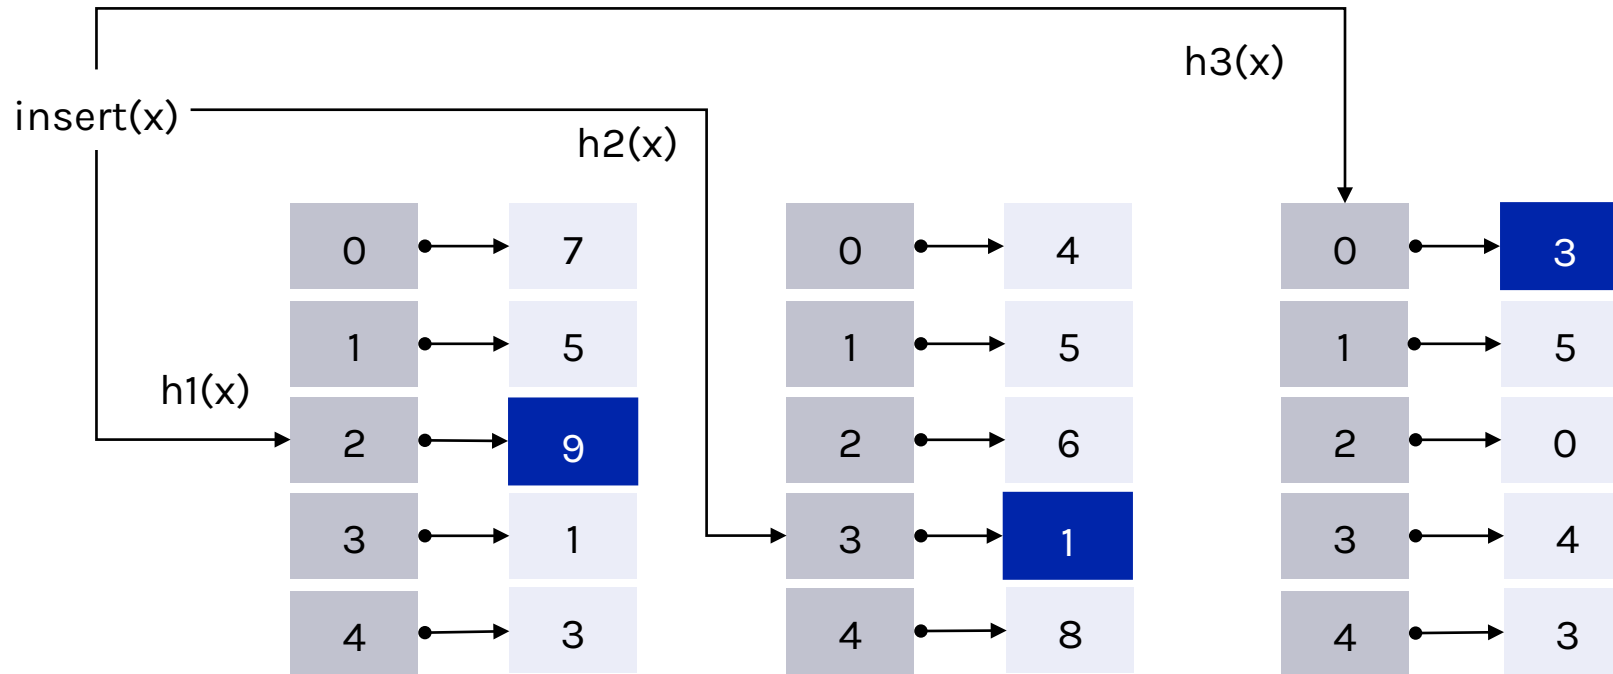 h3(x)
insert(x)
h2(x)
0 7 0 4 0 3
1 5 1 5 1 5
h1(x)
2 9 2 6 2 0
3 1 3 1 3 4
4 3 4 8 4 3